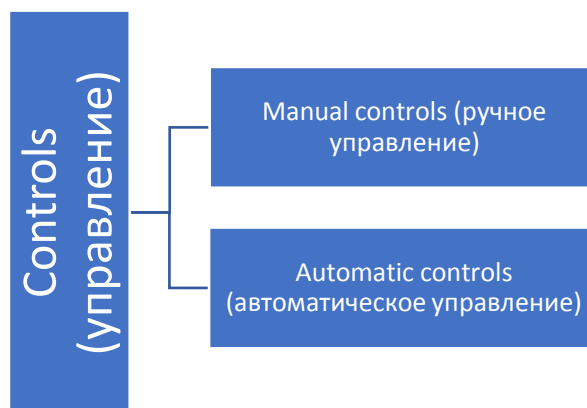 Controls
(управление)
Manual controls (ручное
управление)
Automatic controls
(автоматическое управление)